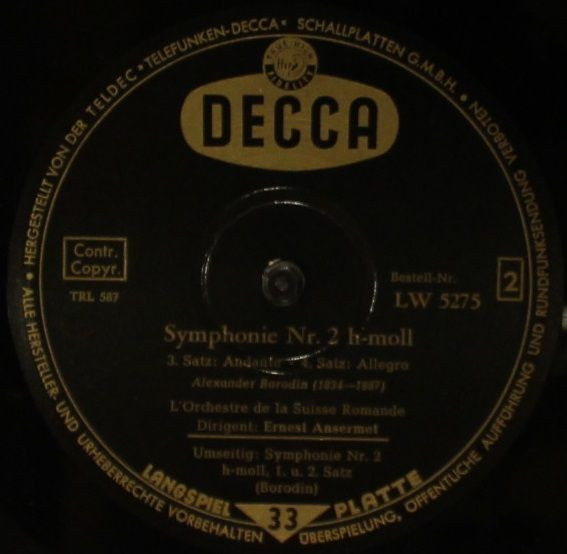 HERGESTELLT VON DER TELDEC »TELEFUNKEN-DECCA« SCHALLPLATTEN G.M.B.H.
DECCA
Contr.
Copyr.
TRL 587
Bestell-Nr.
LW 5275
2
Symphonie Nr. 2 h-moll
3. Satz: Andante - 4. Satz: Allegro
Alexander Borodin (1834—1887)
L'Orchestre de la Suisse Romande
Dirigent: Ernest Ansermet
Umseitig: Symphonie Nr. 2
h-moll, 1. u. 2. Satz
(Borodin)
LANGSPIEL 33 PLATTE
ALLE HERSTELLER- UND URHEBERRECHTE VORBEHALTEN
ÜBERSPIELUNG, ÖFFENTLICHE AUFFÜHRUNG UND RUNDFUNKSENDUNG VERBOTEN